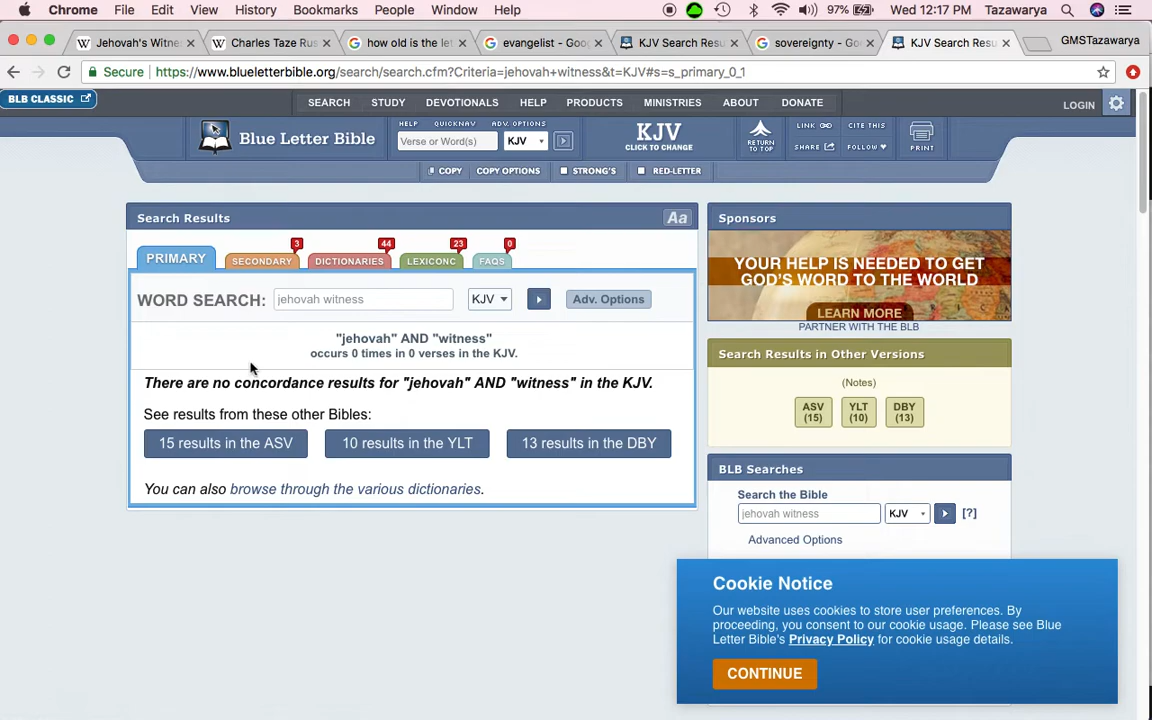 Chrome File Edit View History Bookmarks People Window Help 97% Wed 12:17 PM Tazawarya
Jehovah's Witne Charles Taze Rus how old is the let evangelist - Goog KJV Search Resu sovereignty - Go KJV Search Resu GMSTazawarya
Secure https://www.blueletterbible.org/search/search.cfm?Criteria=jehovah+witness&t=KJV#s=s_primary_0_1
BLB CLASSIC SEARCH STUDY DEVOTIONALS HELP PRODUCTS MINISTRIES ABOUT DONATE LOGIN
HELP QUICKNAV ADV. OPTIONS
Blue Letter Bible
Verse or Word(s) KJV
KJV
CLICK TO CHANGE
RETURN TO TOP
LINK CITE THIS
SHARE FOLLOW PRINT
COPY COPY OPTIONS STRONG'S RED-LETTER
Search Results Aa
3 44 23 0
PRIMARY SECONDARY DICTIONARIES LEXICONC FAQS
WORD SEARCH: jehovah witness KJV Adv. Options
"jehovah" AND "witness"
occurs 0 times in 0 verses in the KJV.
There are no concordance results for "jehovah" AND "witness" in the KJV.
See results from these other Bibles:
15 results in the ASV 10 results in the YLT 13 results in the DBY
You can also browse through the various dictionaries.
Sponsors
YOUR HELP IS NEEDED TO GET
GOD'S WORD TO THE WORLD
LEARN MORE
PARTNER WITH THE BLB
Search Results in Other Versions
(Notes)
ASV YLT DBY
(15) (10) (13)
BLB Searches
Search the Bible
jehovah witness KJV [?]
Advanced Options
Cookie Notice
Our website uses cookies to store user preferences. By
proceeding, you consent to our cookie usage. Please see Blue
Letter Bible's Privacy Policy for cookie usage details.
CONTINUE